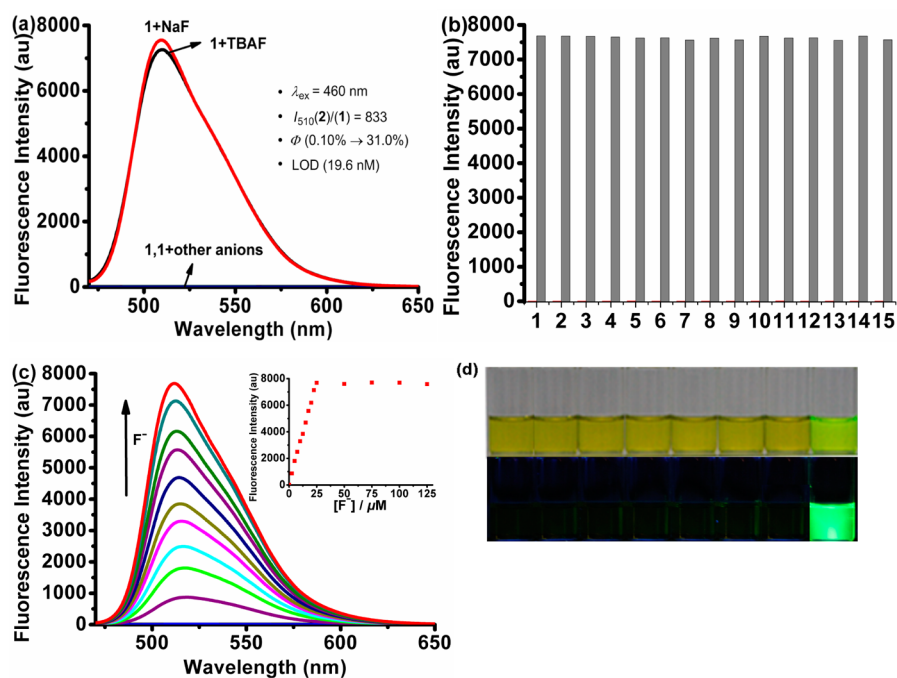 (a)
Fluorescence Intensity (au)
8000
6000
4000
2000
0
1+NaF
1+TBAF
• λex = 460 nm
• I510(2)/(1) = 833
• Φ (0.10% → 31.0%)
• LOD (19.6 nM)
1,1+other anions
500 550 600 650
Wavelength (nm)
(b)
Fluorescence Intensity (au)
8000
7000
6000
5000
4000
3000
2000
1000
0
1 2 3 4 5 6 7 8 9 10 11 12 13 14 15
(c)
Fluorescence Intensity (au)
8000
7000
6000
5000
4000
3000
2000
1000
0
F⁻
500 550 600 650
Wavelength (nm)
Fluorescence Intensity (au)
8000
6000
4000
2000
0
0 25 50 75 100 125
[F⁻] / μM
(d)